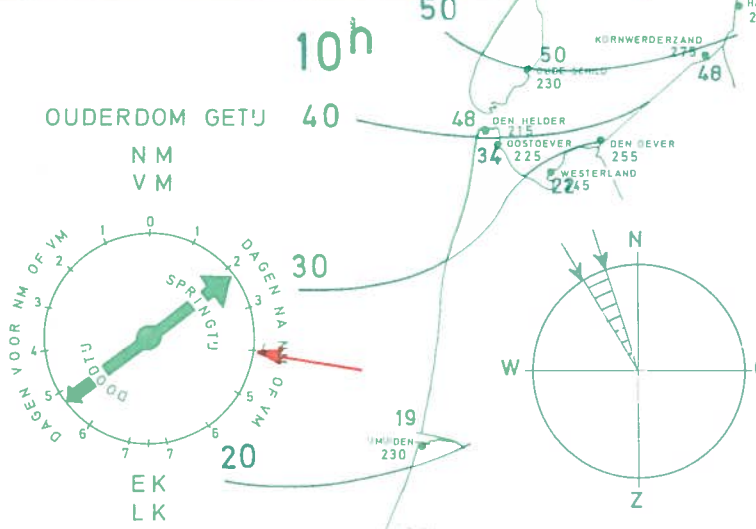 50
10h
KORNWERDERZAND
275
48
50
OUDE SCHILD
230
OUDERDOM GETIJ
40
48
DEN HELDER
215
34
OOSTOEVER
225
DEN OEVER
255
WESTERLAND
22
245
NM
VM
0
1
1
2
2
3
3
4
5
5
6
6
7
7
DAGEN VOOR NM OF VM
DAGEN NA
OF VM
SPRINGTIJ
DOODTIJ
30
N
W
Z
19
IJMUIDEN
230
20
EK
LK